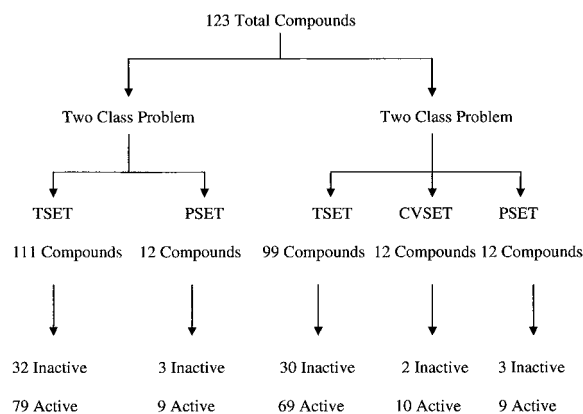 123 Total Compounds
Two Class Problem Two Class Problem
TSET PSET TSET CVSET PSET
111 Compounds 12 Compounds 99 Compounds 12 Compounds 12 Compounds
32 Inactive 3 Inactive 30 Inactive 2 Inactive 3 Inactive
79 Active 9 Active 69 Active 10 Active 9 Active